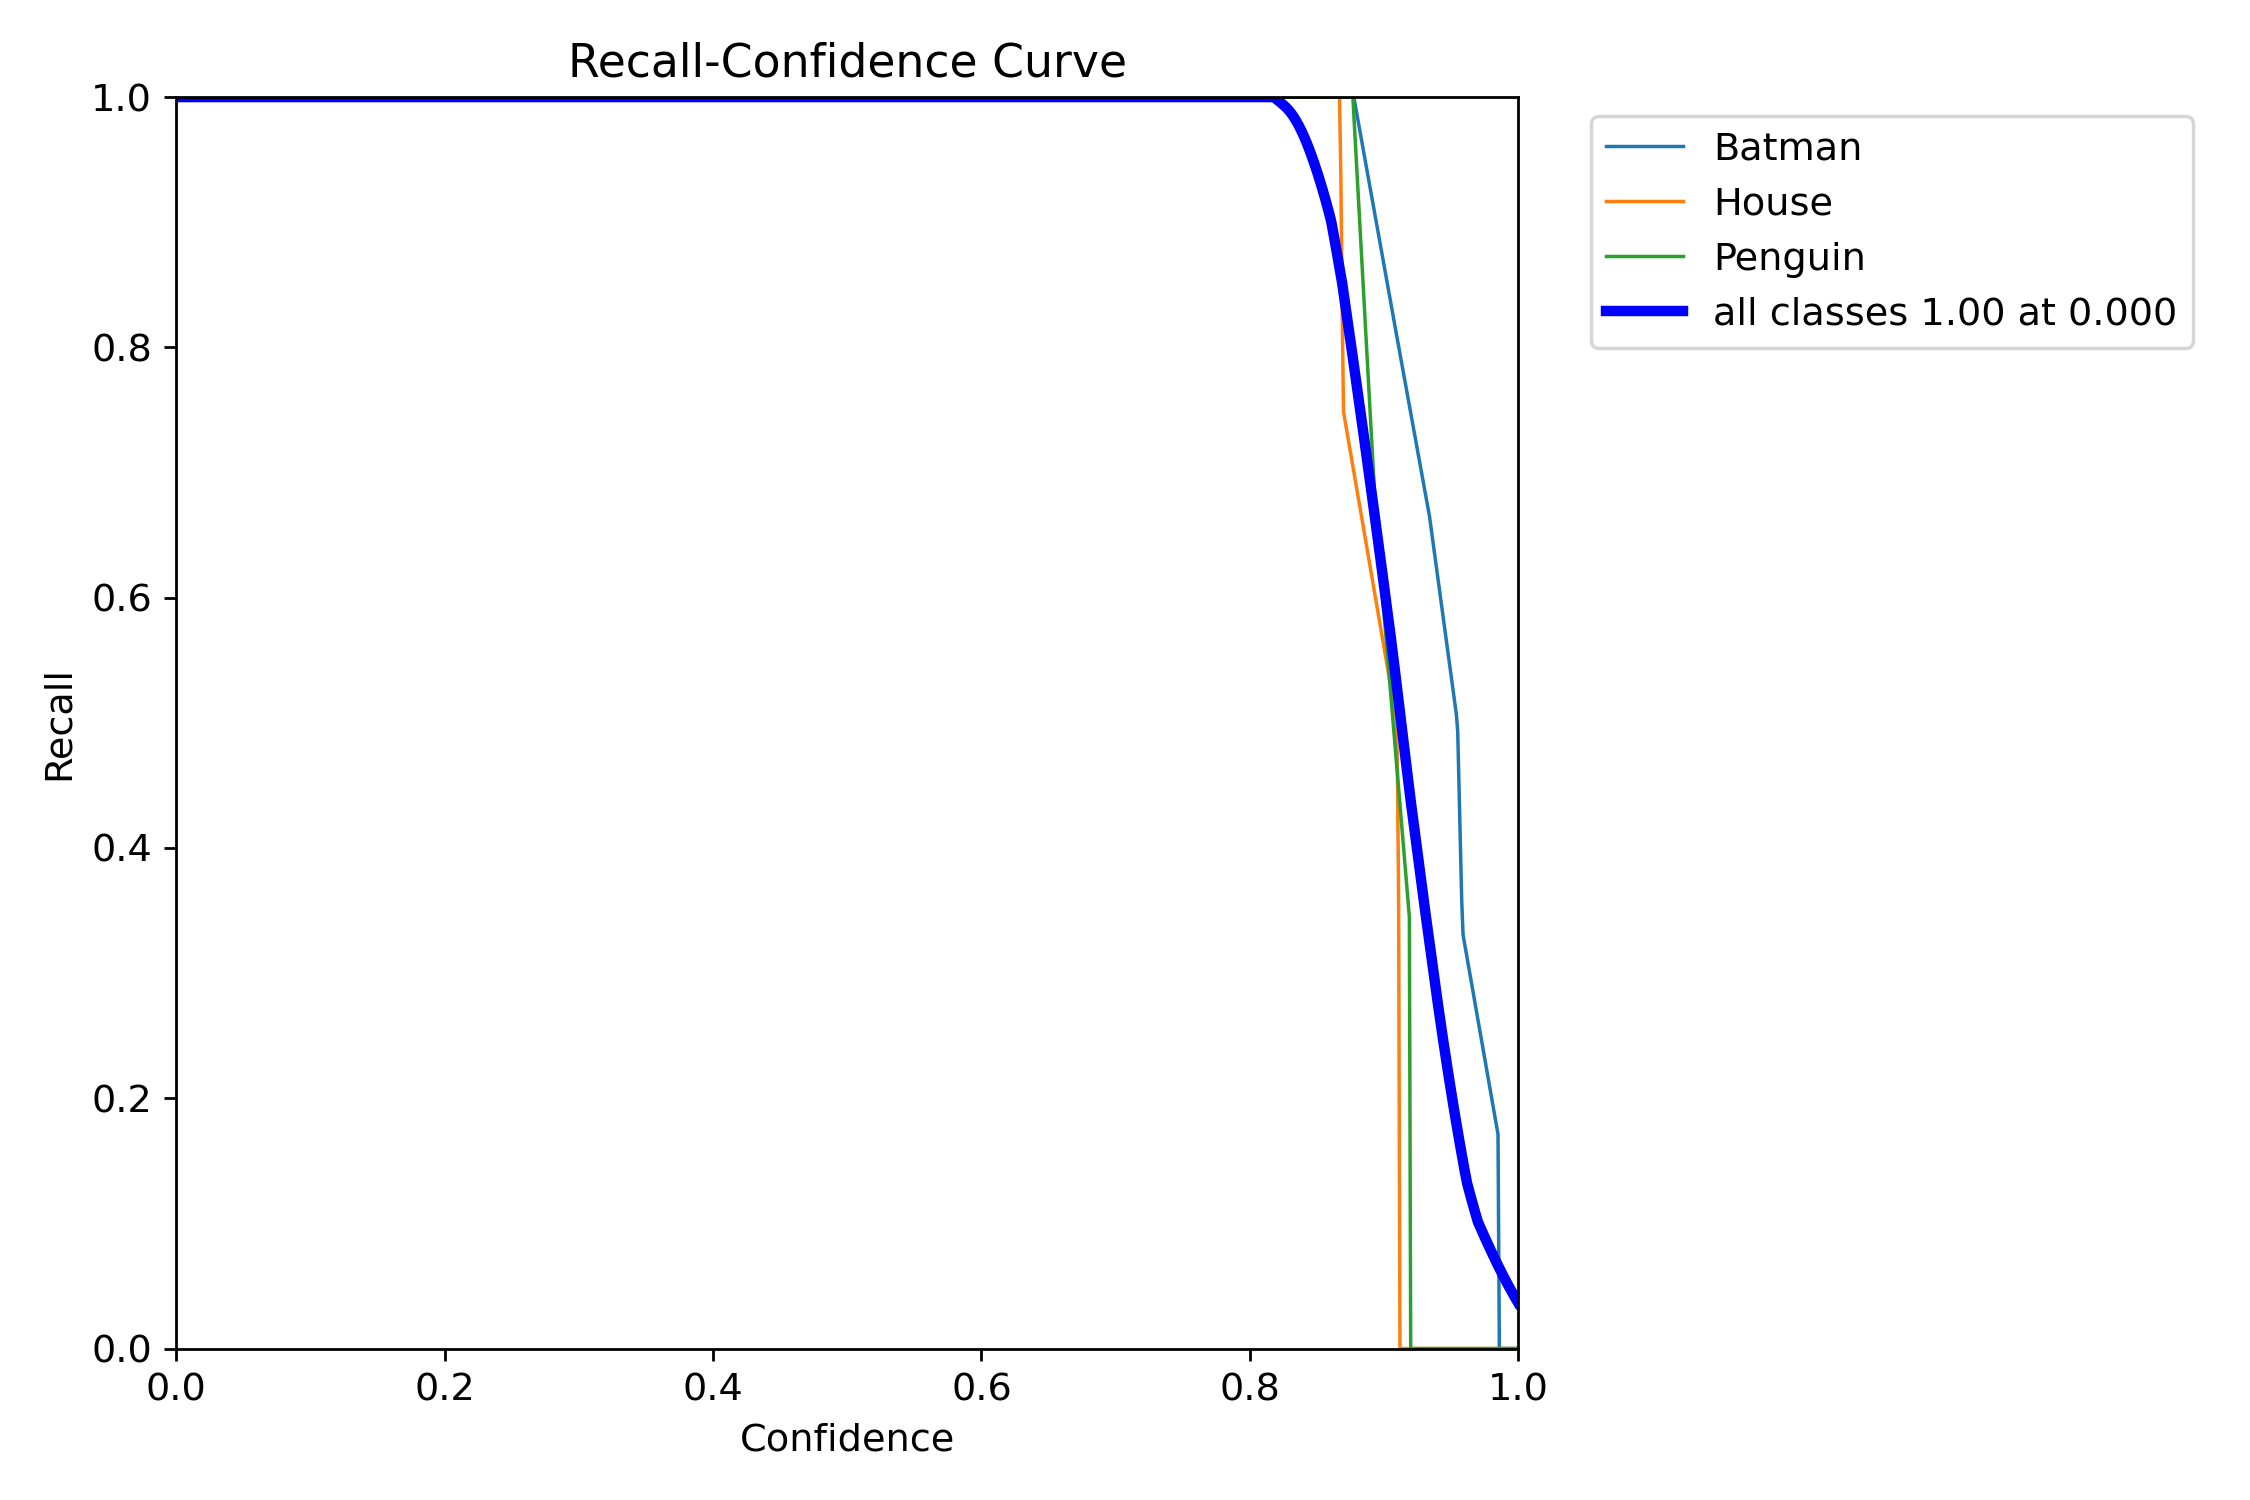 Recall-Confidence Curve
1.0
0.8
0.6
0.4
0.2
0.0
Recall
0.0 0.2 0.4 0.6 0.8 1.0
Confidence
Batman
House
Penguin
all classes 1.00 at 0.000